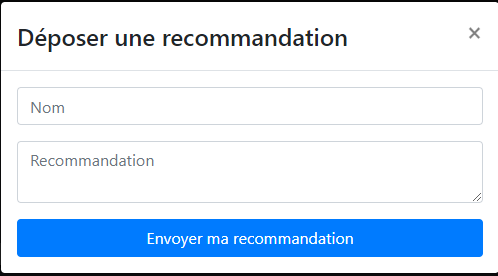 Déposer une recommandation
×
Nom
Recommandation
Envoyer ma recommandation